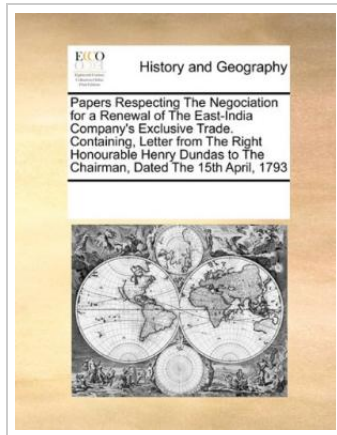 ECCO
History and Geography
Papers Respecting The Negociation
for a Renewal of The East-India
Company's Exclusive Trade.
Containing, Letter from The Right
Honourable Henry Dundas to The
Chairman, Dated The 15th April, 1793